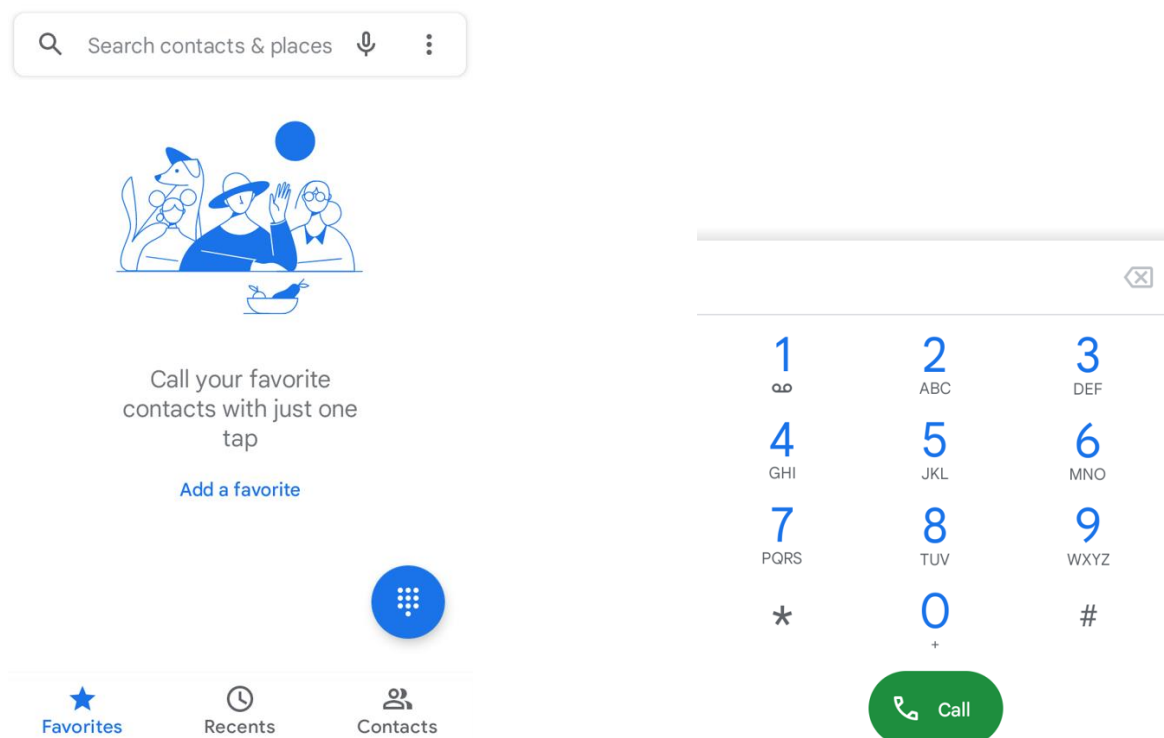 Search contacts & places
Call your favorite
contacts with just one
tap
Add a favorite
Favorites Recents Contacts
1 2 3
ABC DEF
4 5 6
GHI JKL MNO
7 8 9
PQRS TUV WXYZ
* 0 #
+
Call